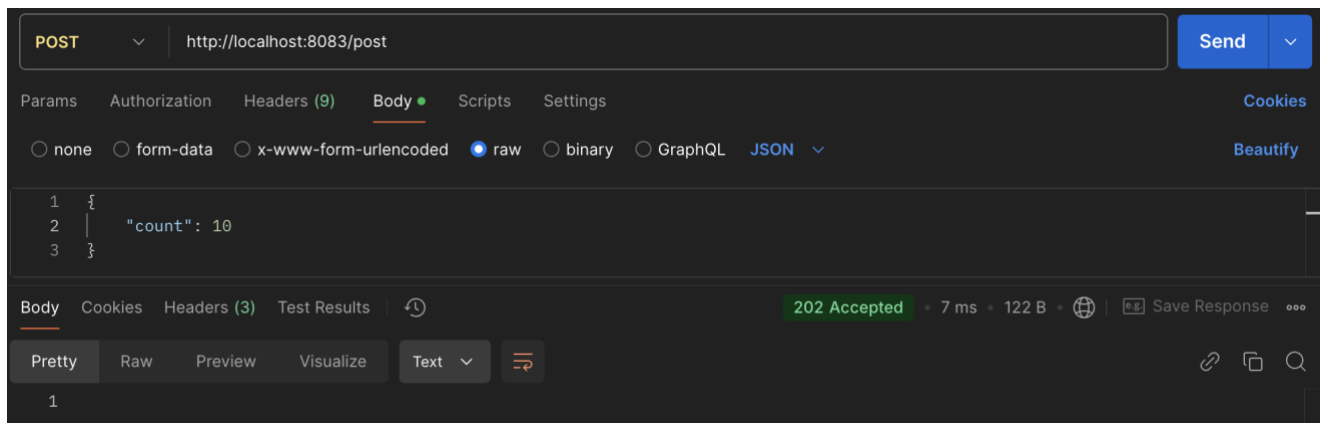 POST http://localhost:8083/post Send
Params Authorization Headers (9) Body Scripts Settings Cookies
none form-data x-www-form-urlencoded raw binary GraphQL JSON Beautify
1 {
2 "count": 10
3 }
Body Cookies Headers (3) Test Results 202 Accepted • 7 ms • 122 B • e.g. Save Response
Pretty Raw Preview Visualize Text
1